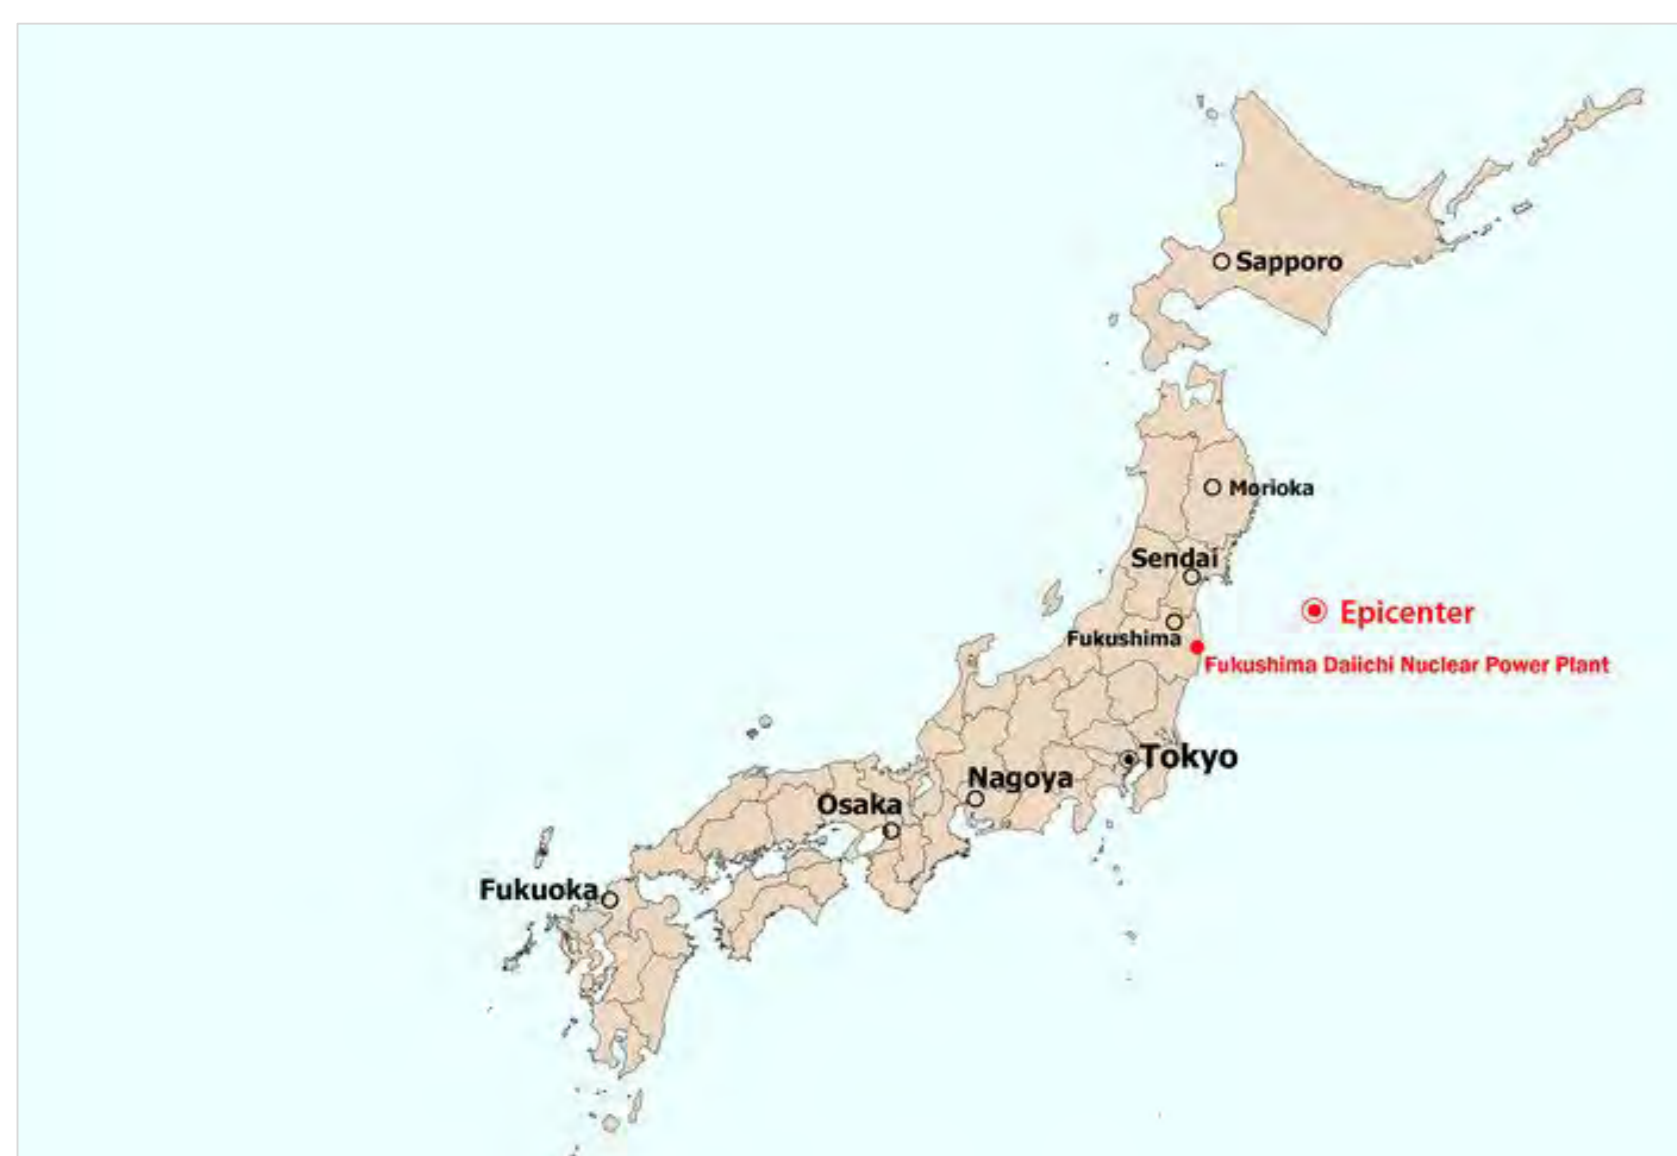 Sapporo
Morioka
Sendai
Epicenter
Fukushima
Fukushima Daiichi Nuclear Power Plant
Tokyo
Nagoya
Osaka
Fukuoka